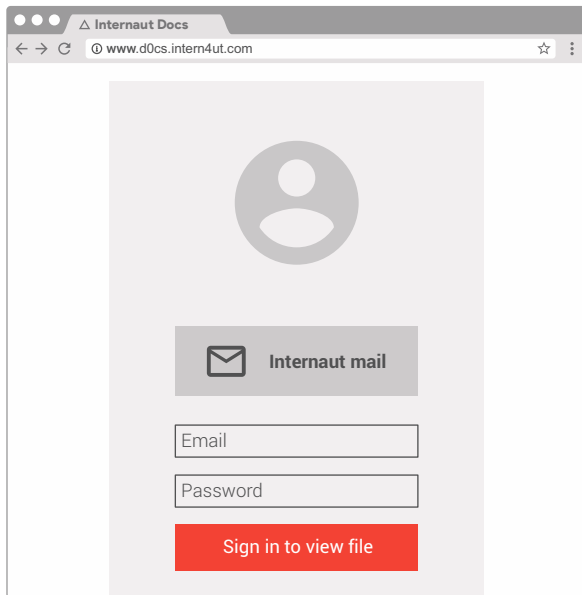 Internaut Docs
www.d0cs.intern4ut.com
Internaut mail
Email
Password
Sign in to view file